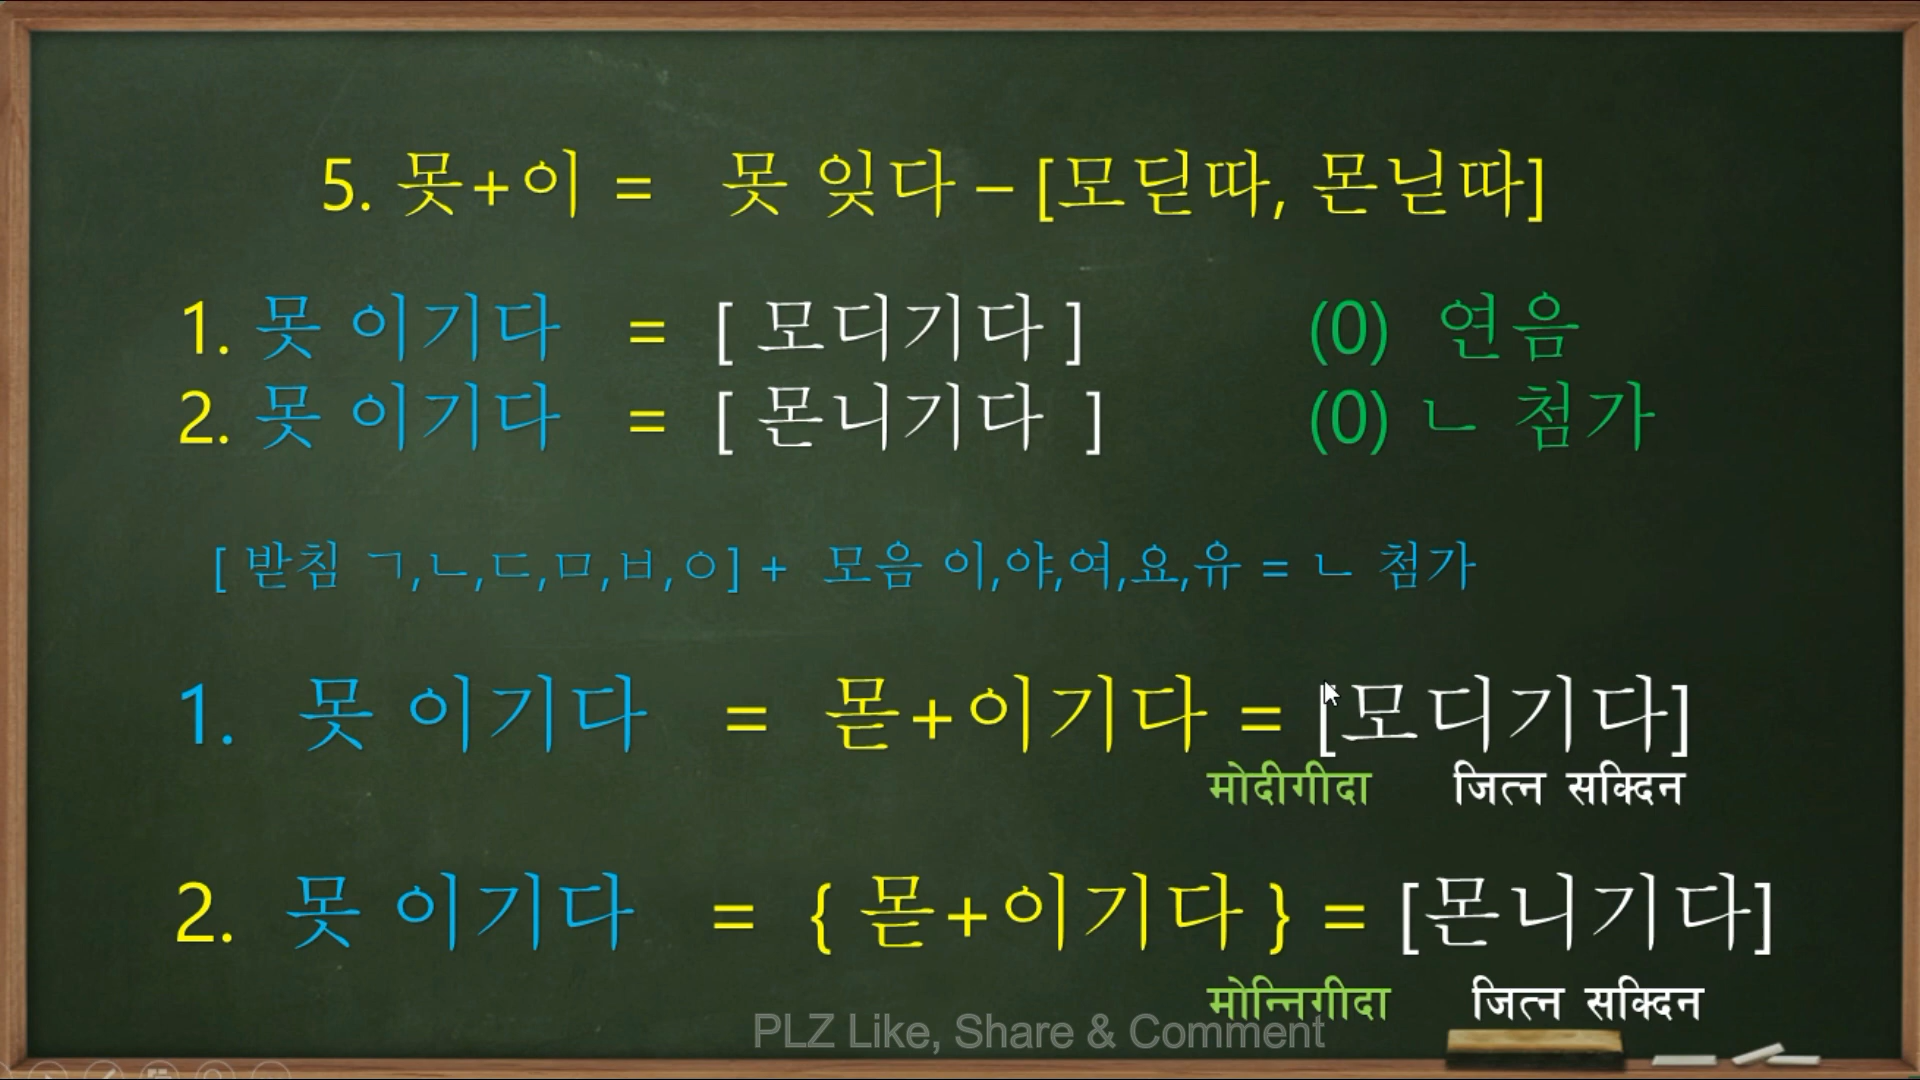 5. 못+이 = 못 잊다 – [모딛따, 몬닏따]
1. 못 이기다 = [ 모디기다 ] (0) 연음
2. 못 이기다 = [ 몬니기다 ] (0) ㄴ 첨가
[ 받침 ㄱ,ㄴ,ㄷ,ㅁ,ㅂ,ㅇ] + 모음 이,야,여,요,유 = ㄴ 첨가
1. 못 이기다 = 몯+이기다 = [모디기다]
मोदीगीदा जित्न सक्दिन
2. 못 이기다 = { 몯+이기다 } = [몬니기다]
मोन्निगीदा जित्न सक्दिन
PLZ Like, Share & Comment